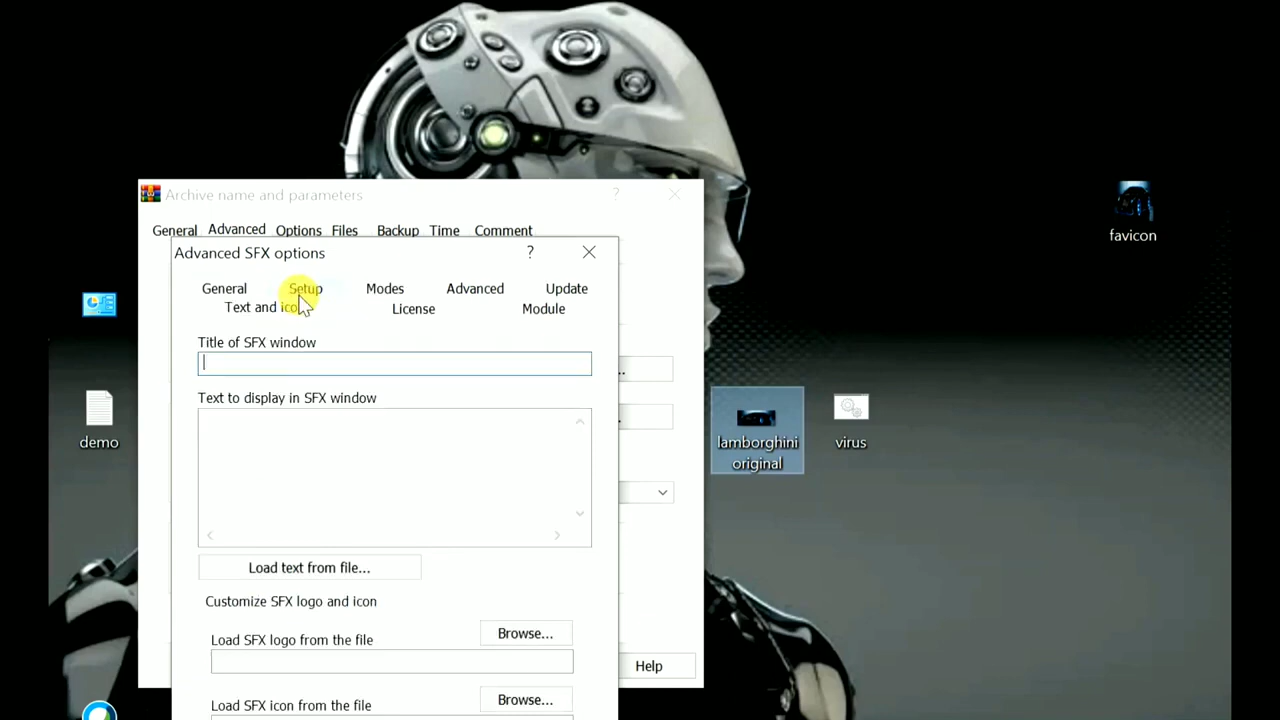 favicon
Archive name and parameters
?
General Advanced Options Files Backup Time Comment
Advanced SFX options
?
General Setup Modes Advanced Update
Text and icon License Module
Title of SFX window
Text to display in SFX window
Load text from file...
Customize SFX logo and icon
Load SFX logo from the file
Browse...
Load SFX icon from the file
Browse...
Help
demo
lamborghini
original
virus